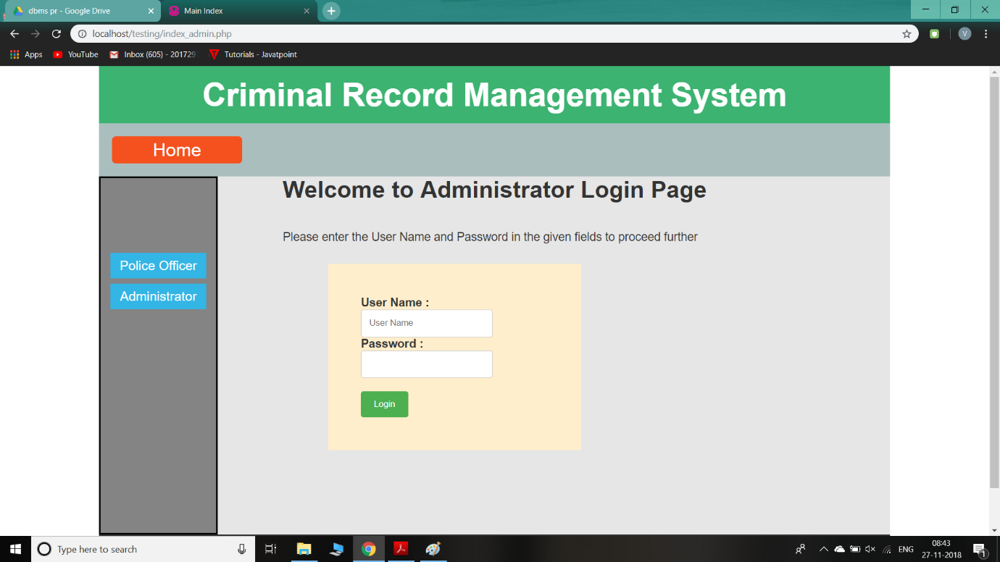 dbms pr - Google Drive
Main Index
localhost/testing/index_admin.php
V
Apps
YouTube
Inbox (605) - 201729
Tutorials - Javatpoint
Criminal Record Management System
Home
Welcome to Administrator Login Page
Please enter the User Name and Password in the given fields to proceed further
Police Officer
Administrator
User Name :
User Name
Password :
Login
Type here to search
ENG
08:43
27-11-2018
1